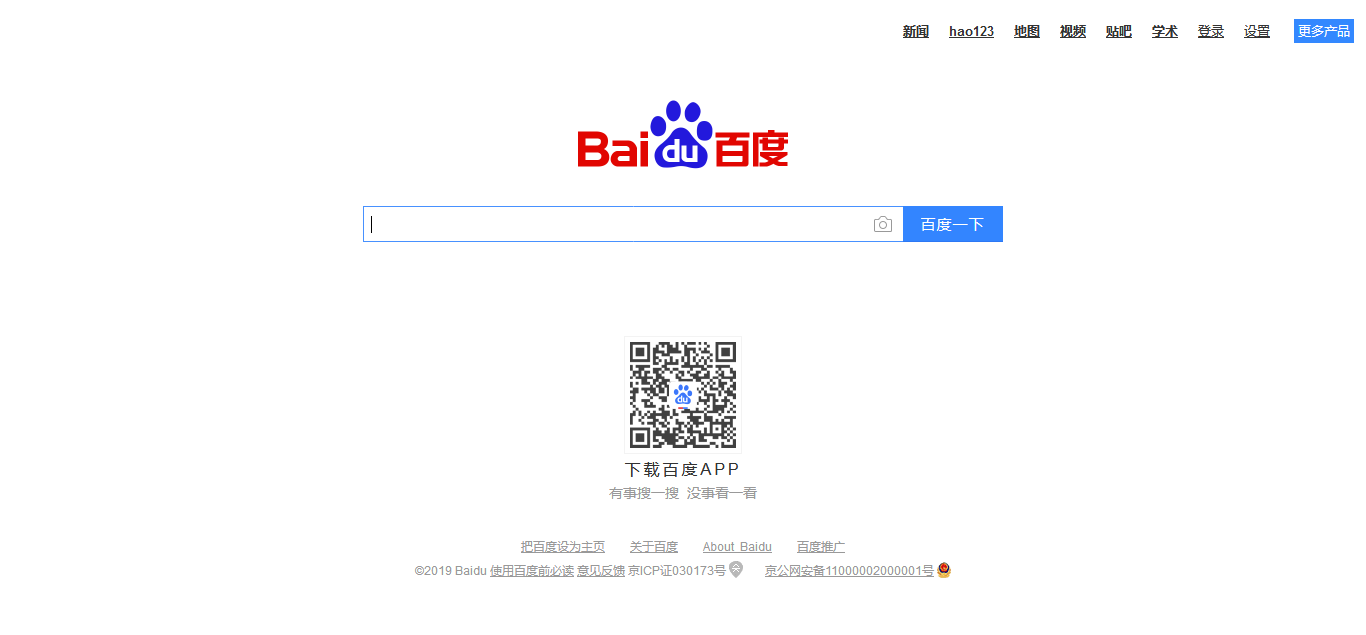 新闻 hao123 地图 视频 贴吧 学术 登录 设置 更多产品
Bai du 百度
百度一下
du
下载百度APP
有事搜一搜 没事看一看
把百度设为主页 关于百度 About Baidu 百度推广
©2019 Baidu 使用百度前必读 意见反馈 京ICP证030173号 京公网安备11000002000001号